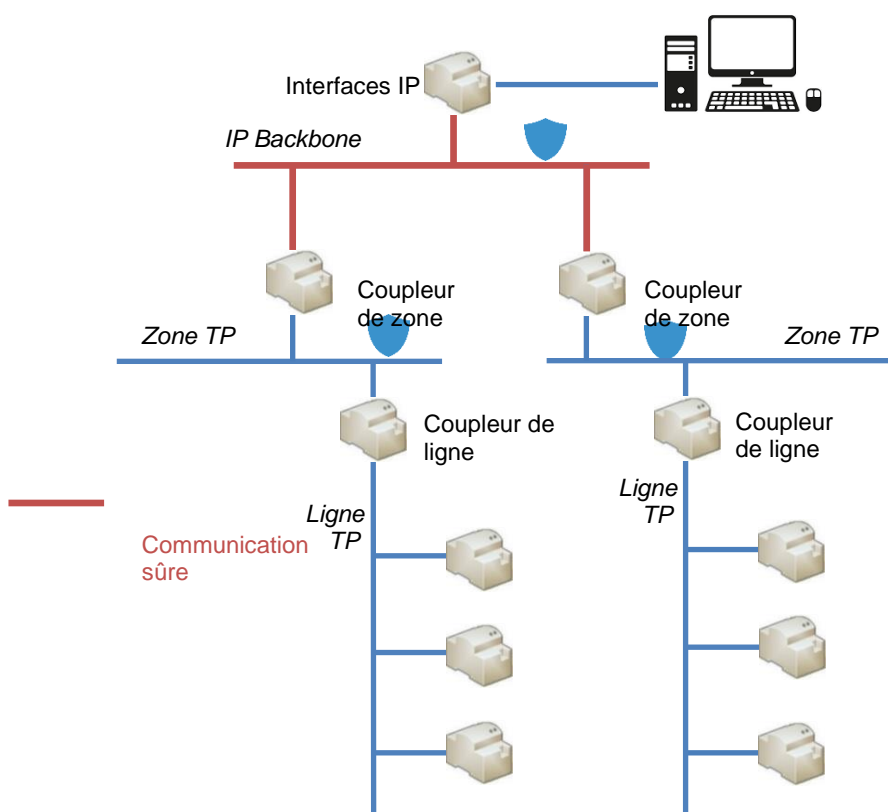 Interfaces IP
IP Backbone
Coupleur
de zone
Coupleur
de zone
Zone TP
Zone TP
Coupleur de
ligne
Coupleur
de ligne
Ligne
TP
Ligne
TP
Communication
sûre